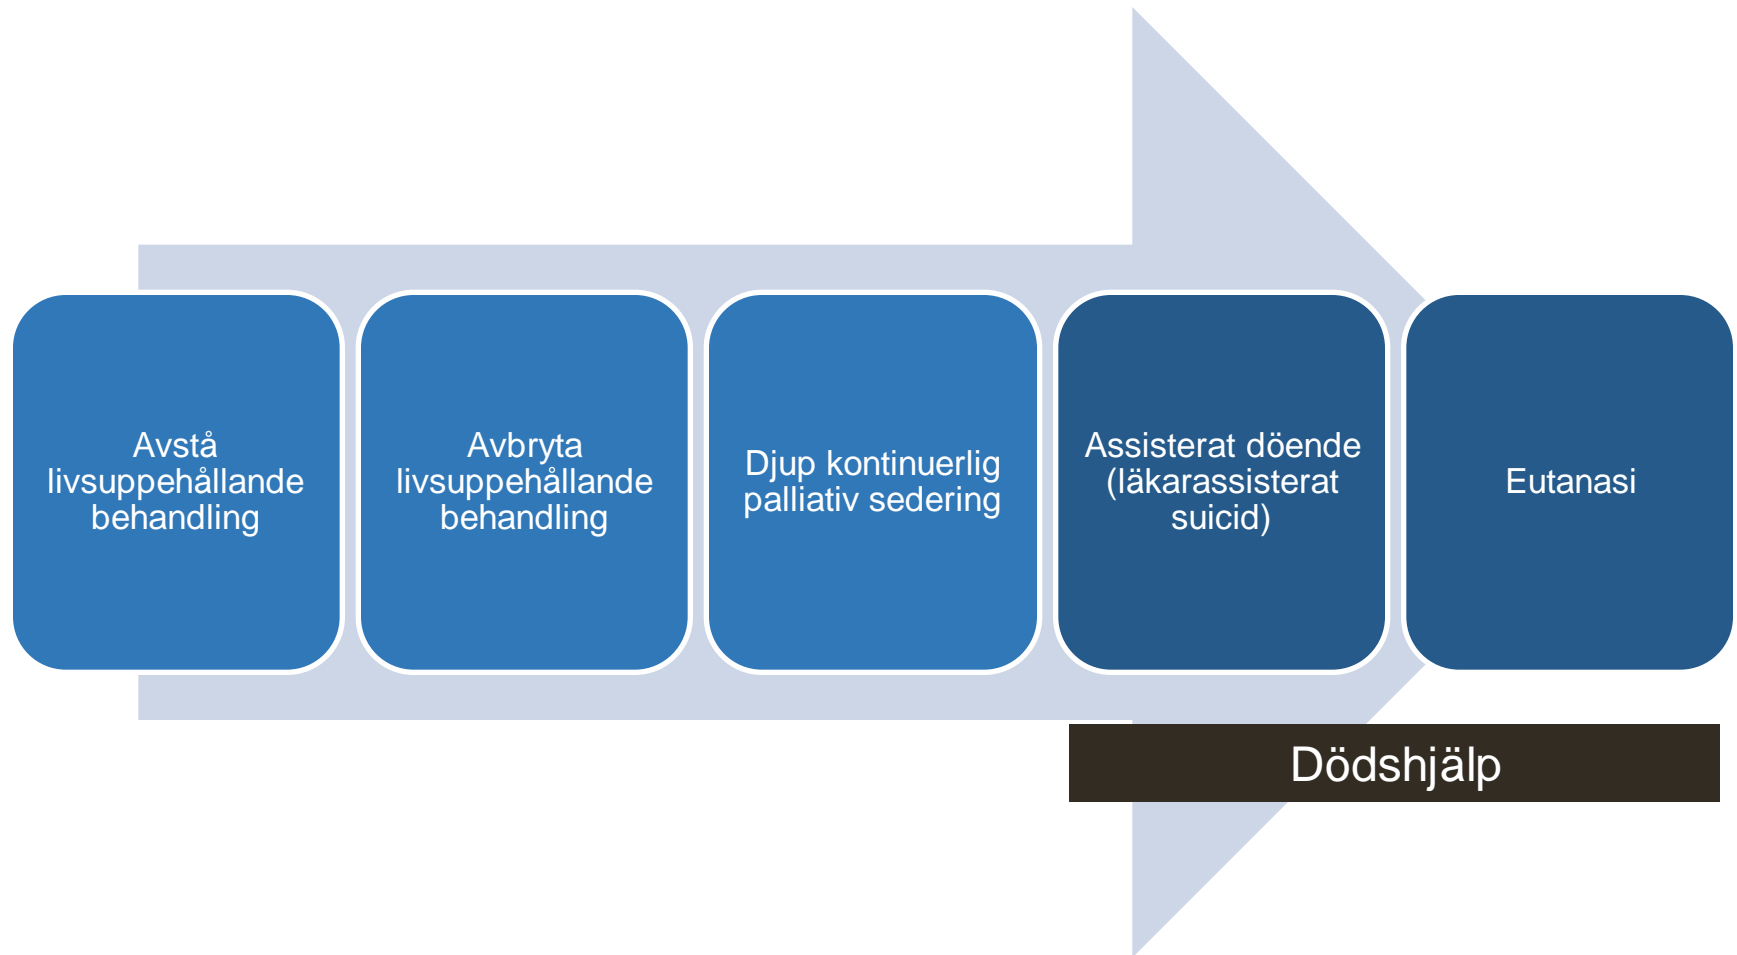 Avstå
livsuppehållande
behandling
Avbryta
livsuppehållande
behandling
Djup kontinuerlig
palliativ sedering
Assisterat döende
(läkarassisterat
suicid)
Eutanasi
Dödshjälp